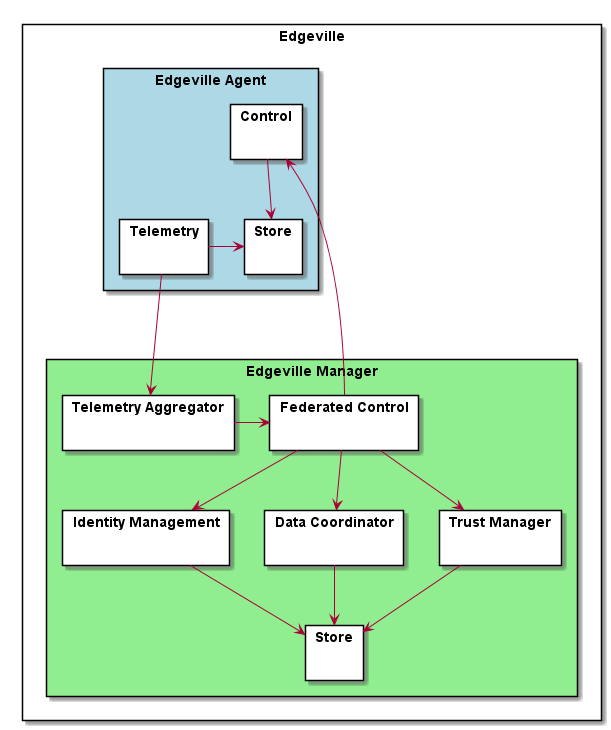 Edgeville
Edgeville Agent
Control
Telemetry
Store
Edgeville Manager
Telemetry Aggregator
Federated Control
Identity Management
Data Coordinator
Trust Manager
Store